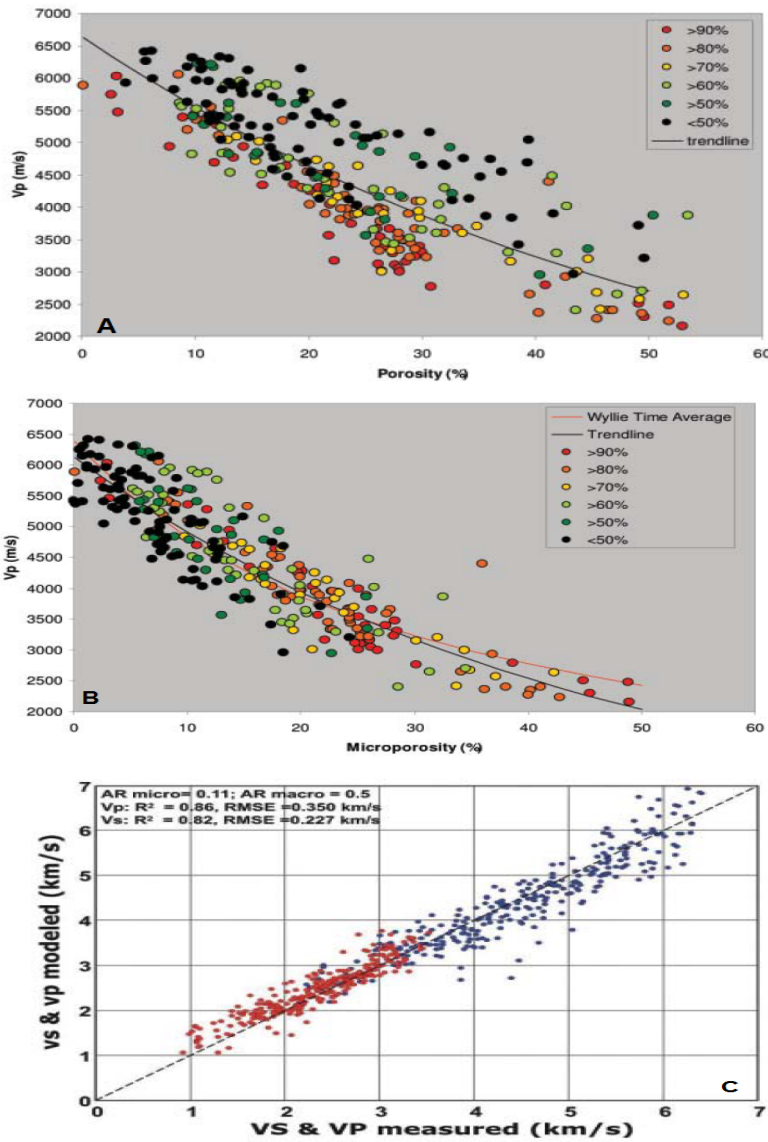 7000
6500
6000
5500
5000
4500
4000
3500
3000
2500
2000
Vp (m/s)
>90%
>80%
>70%
>60%
>50%
<50%
trendline
A
0 10 20 30 40 50 60
Porosity (%)
7000
6500
6000
5500
5000
4500
4000
3500
3000
2500
2000
Vp (m/s)
Wyllie Time Average
Trendline
>90%
>80%
>70%
>60%
>50%
<50%
B
0 10 20 30 40 50 60
Microporosity (%)
7
6
5
4
3
2
1
0
vs & vp modeled (km/s)
AR micro= 0.11; AR macro = 0.5
Vp: R² = 0.86, RMSE =0.350 km/s
Vs: R² = 0.82, RMSE =0.227 km/s
C
0 1 2 3 4 5 6 7
VS & VP measured (km/s)